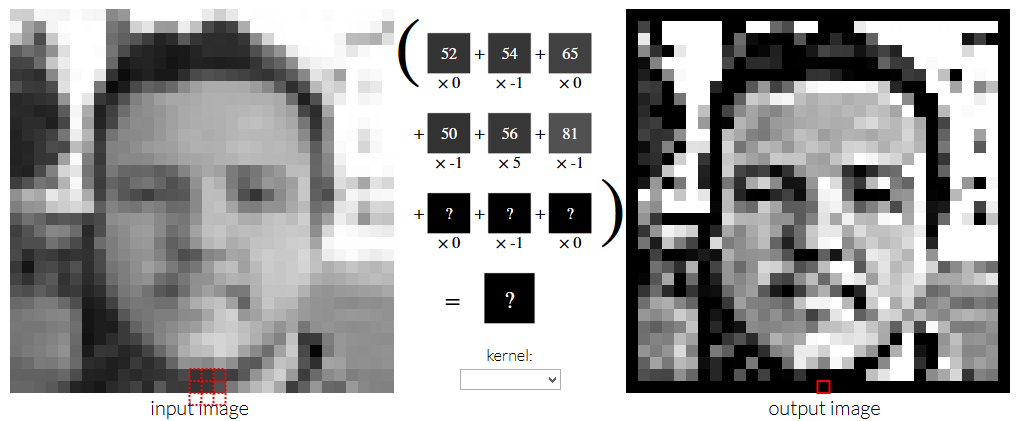 ( 52 + 54 + 65
× 0 × -1 × 0
+ 50 + 56 + 81
× -1 × 5 × -1
+ ? + ? + ? )
× 0 × -1 × 0
= ?
kernel:
input image
output image